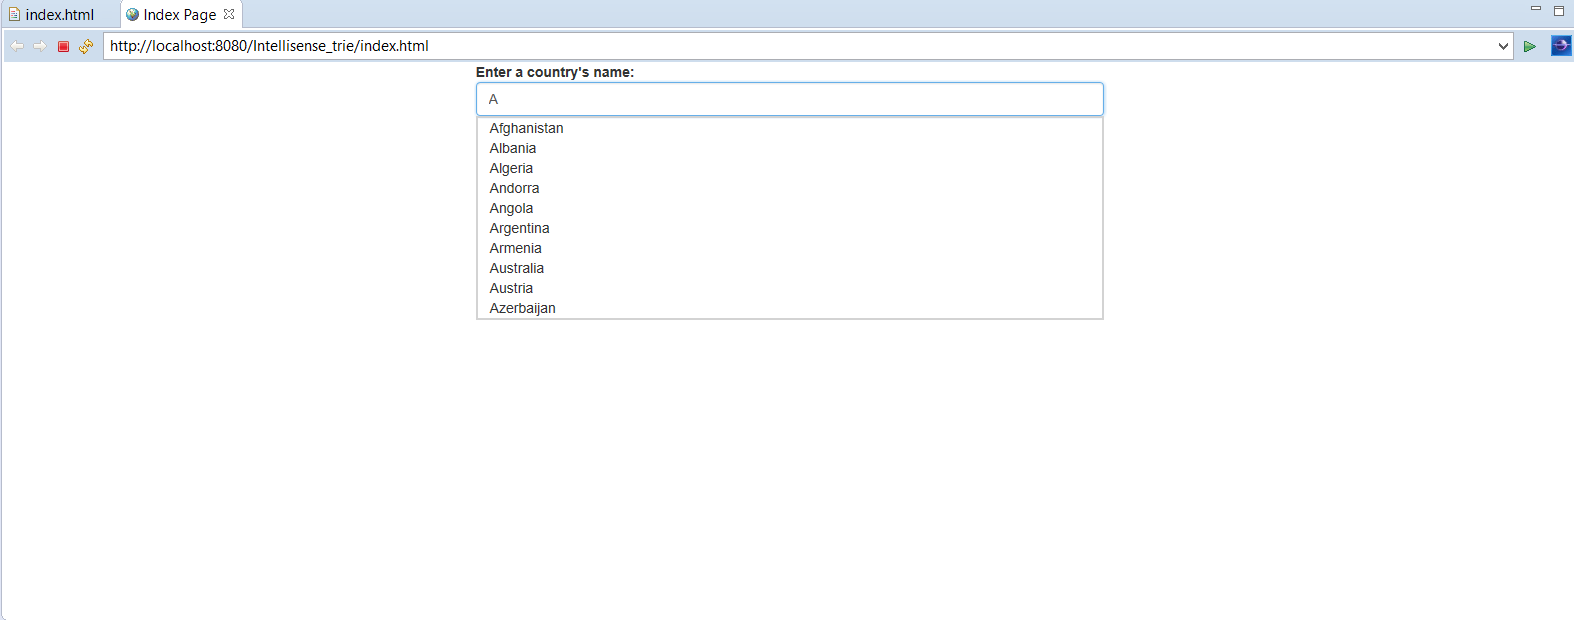 index.html
Index Page
http://localhost:8080/Intellisense_trie/index.html
Enter a country's name:
A
Afghanistan
Albania
Algeria
Andorra
Angola
Argentina
Armenia
Australia
Austria
Azerbaijan